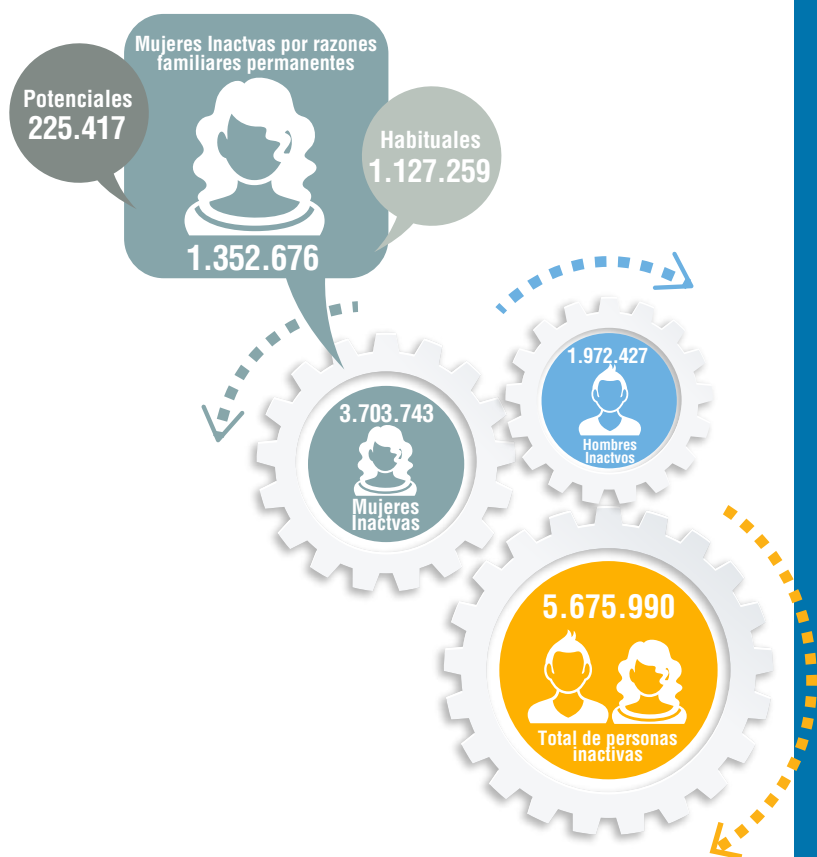 Mujeres Inactvas por razones
familiares permanentes
Potenciales
225.417
Habituales
1.127.259
1.352.676
1.972.427
Hombres
Inactvos
3.703.743
Mujeres
Inactvas
5.675.990
Total de personas
inactivas